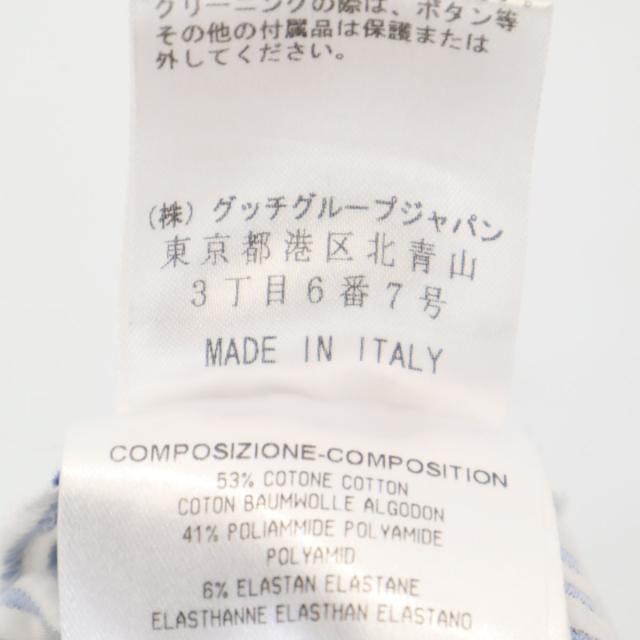 クリーニングの際は、ボタン等
その他の付属品は保護または
外してください。
(株) グッチグループジャパン
東京都港区北青山
3丁目6番7号
MADE IN ITALY
COMPOSIZIONE-COMPOSITION
53% COTONE COTTON
COTON BAUMWOLLE ALGODON
41% POLIAMMIDE POLYAMIDE
POLYAMID
6% ELASTAN ELASTANE
ELASTHANNE ELASTHAN ELASTANO